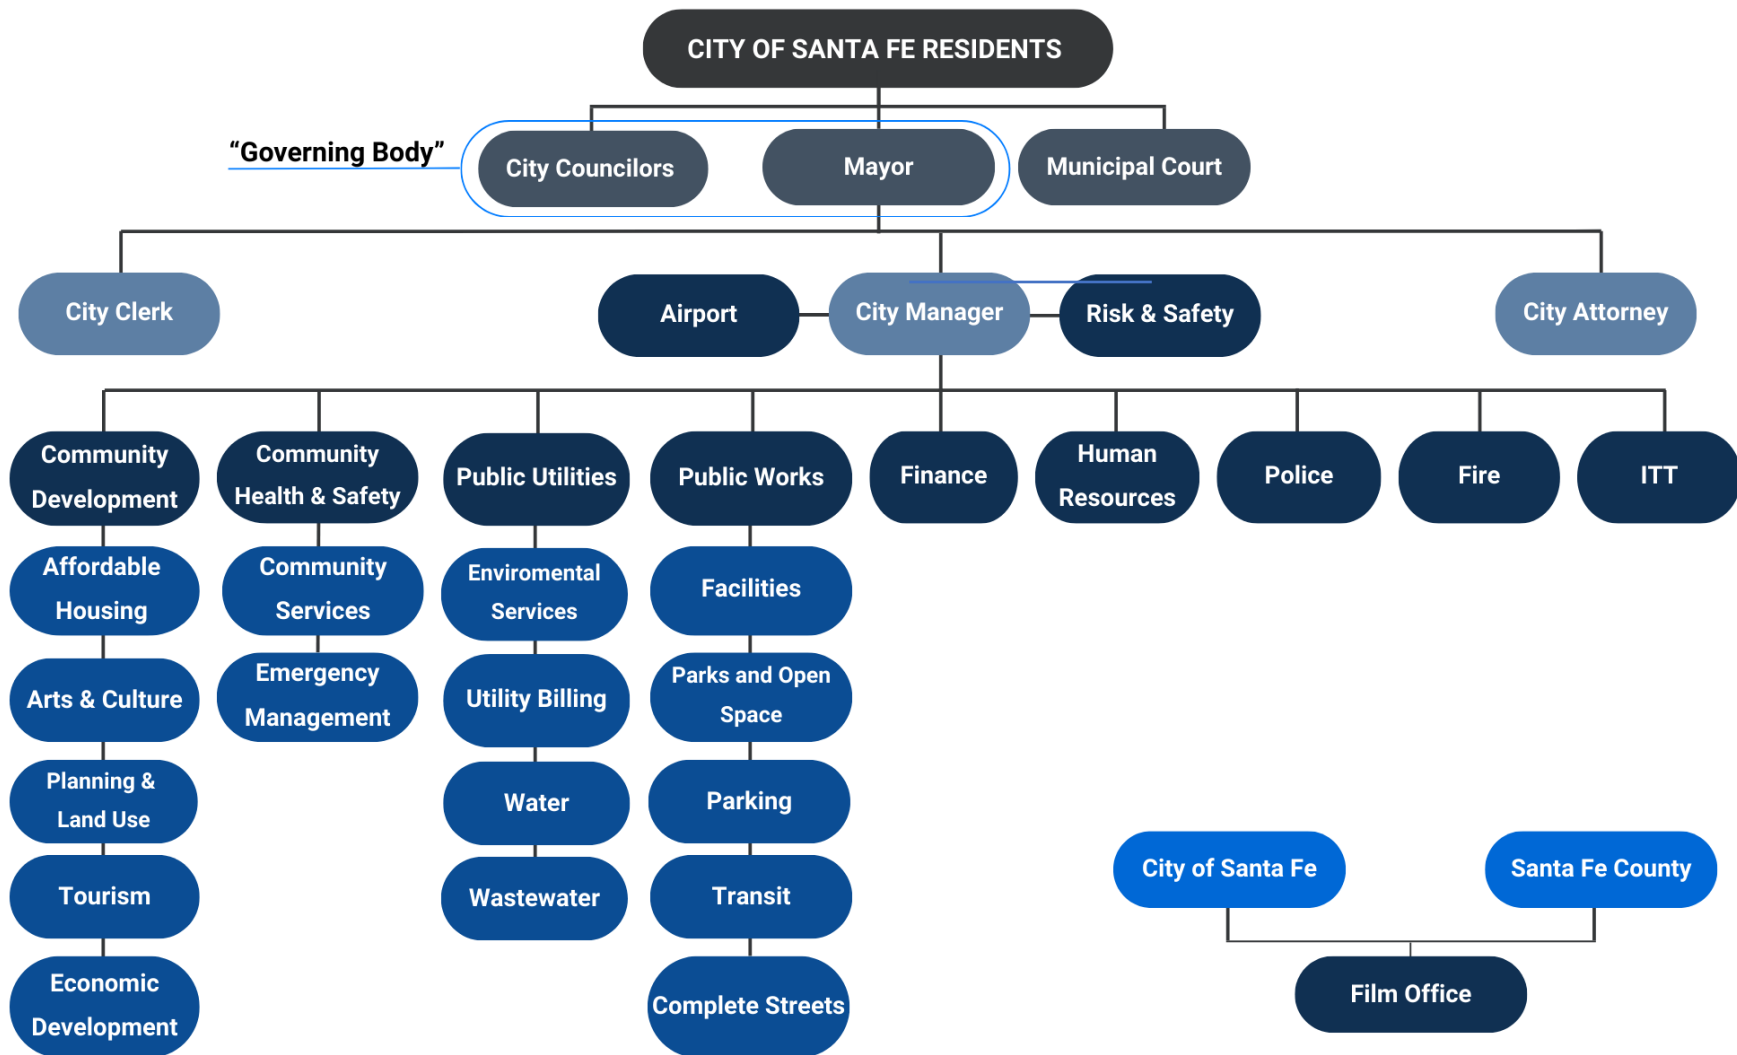 CITY OF SANTA FE RESIDENTS
“Governing Body”
City Councilors
Mayor
Municipal Court
City Clerk
Airport
City Manager
Risk & Safety
City Attorney
Community
Development
Community
Health & Safety
Public Utilities
Public Works
Finance
Human
Resources
Police
Fire
ITT
Affordable
Housing
Community
Services
Enviromental
Services
Facilities
Arts & Culture
Emergency
Management
Utility Billing
Parks and Open
Space
Planning &
Land Use
Water
Parking
Tourism
Wastewater
Transit
Economic
Development
Complete Streets
City of Santa Fe
Santa Fe County
Film Office